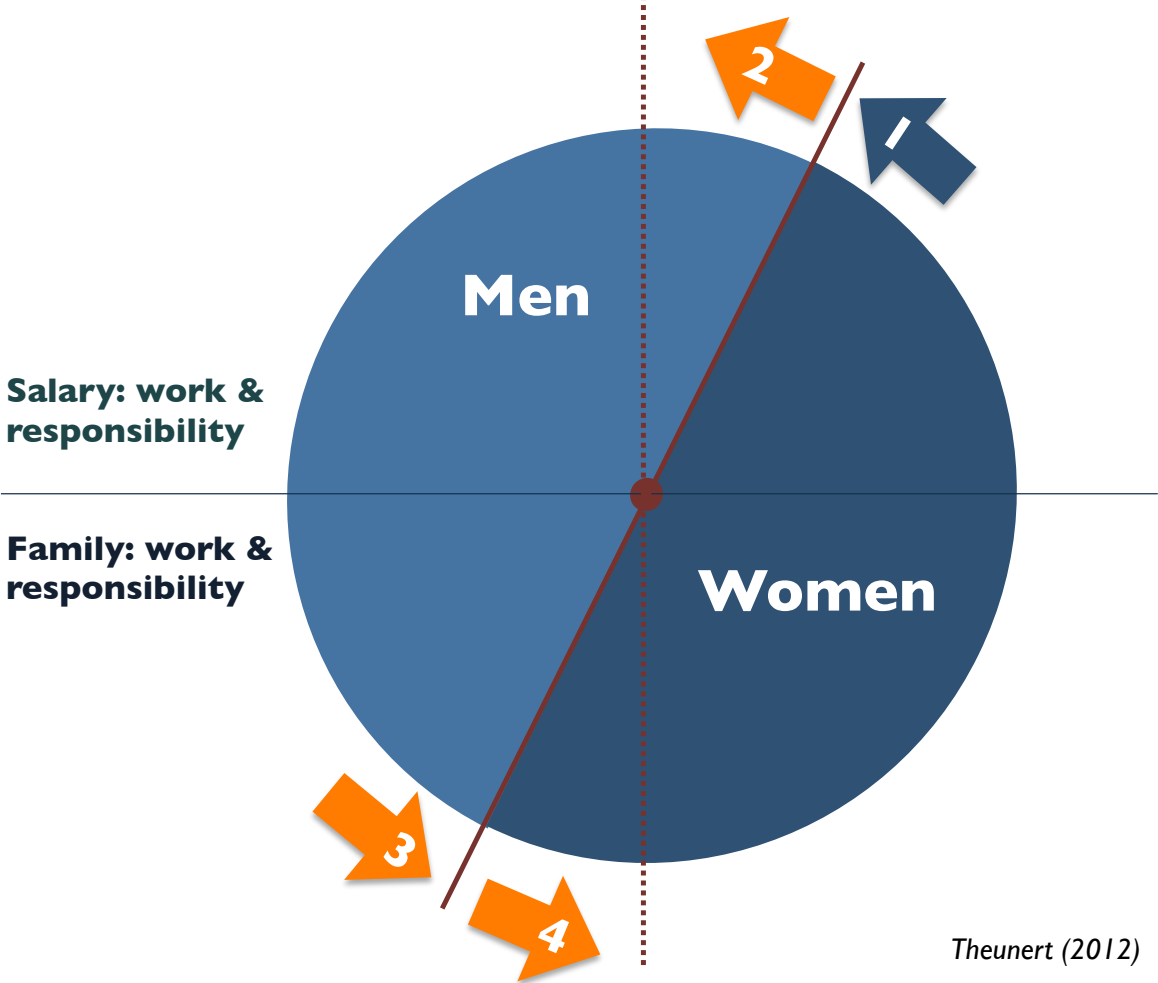 2
1
Men
Salary: work &
responsibility
Family: work &
responsibility
Women
3
4
Theunert (2012)